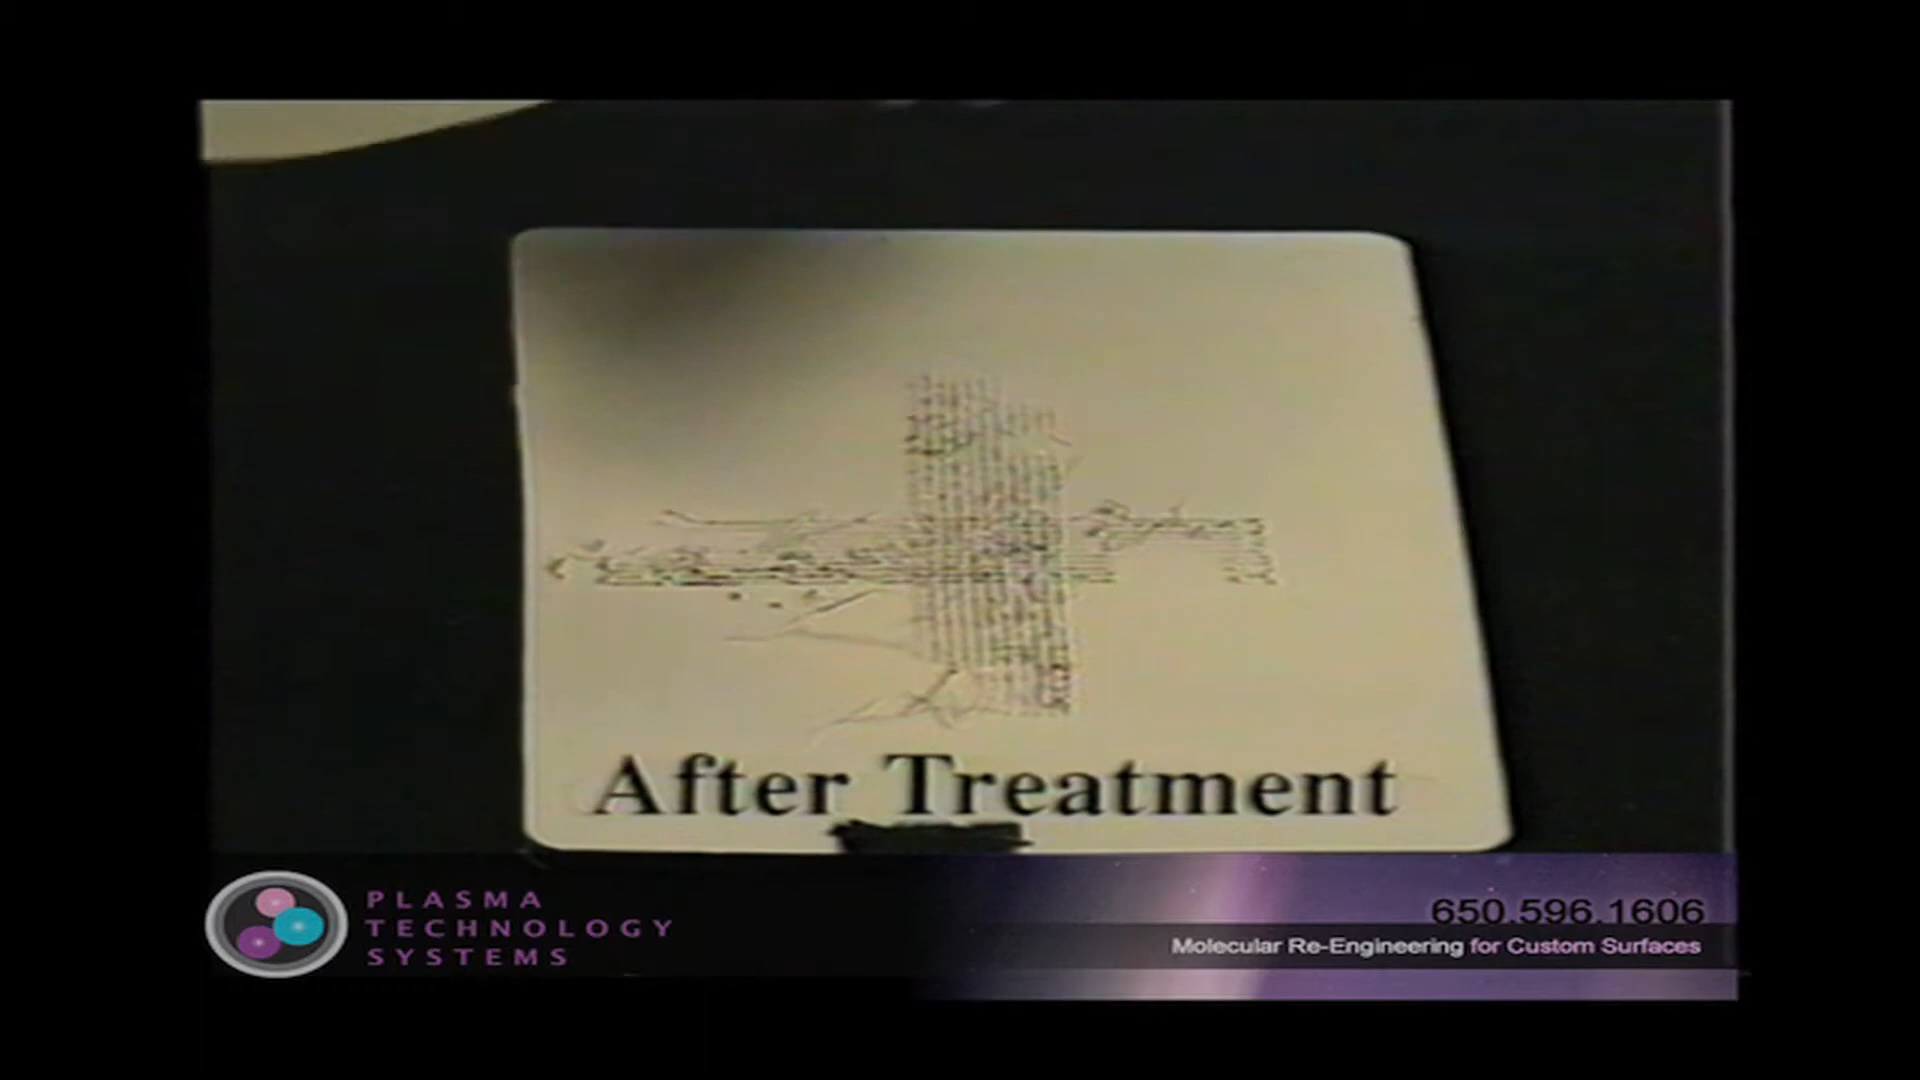 After Treatment
PLASMA
TECHNOLOGY
SYSTEMS
650.596.1606
Molecular Re-Engineering for Custom Surfaces